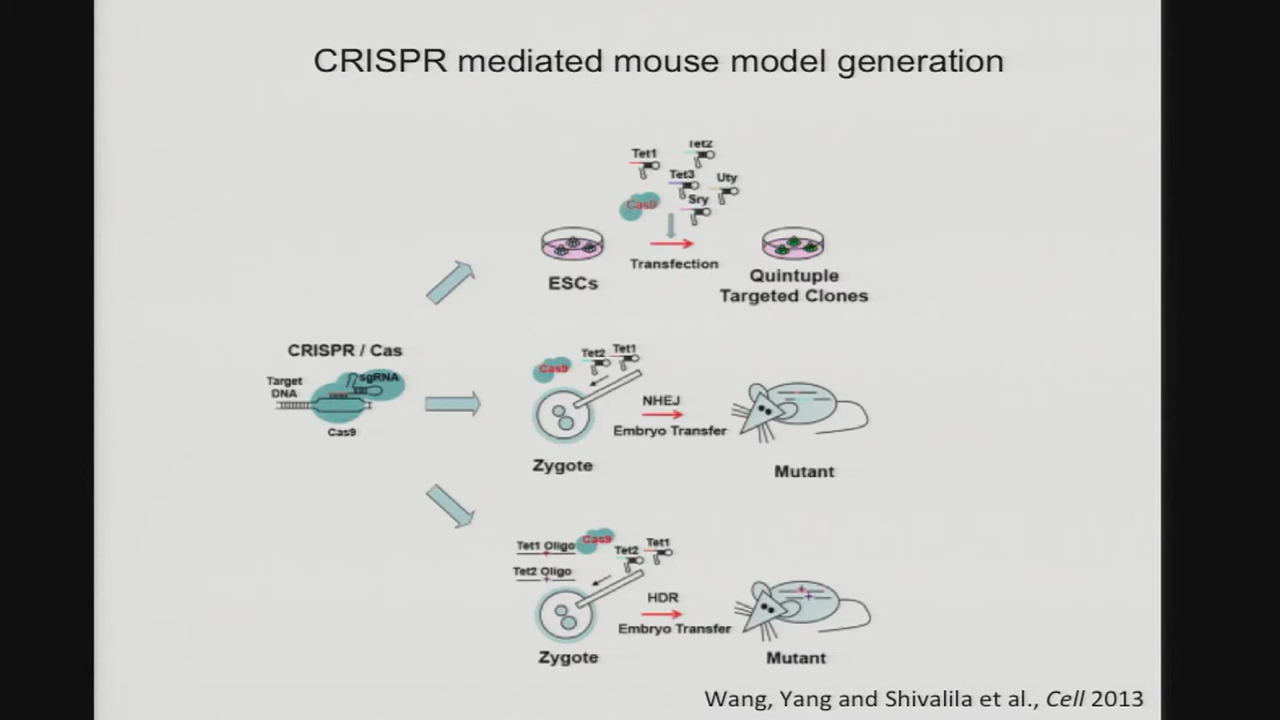 CRISPR mediated mouse model generation
Tet1
Tet2
Tet3
Uty
Cas9
Sry
Transfection
ESCs
Quintuple
Targeted Clones
CRISPR / Cas
Target
DNA
sgRNA
Cas9
Cas9
Tet2
Tet1
NHEJ
Embryo Transfer
Zygote
Mutant
Tet1 Oligo
Cas9
Tet2
Tet1
Tet2 Oligo
HDR
Embryo Transfer
Zygote
Mutant
Wang, Yang and Shivalila et al., Cell 2013